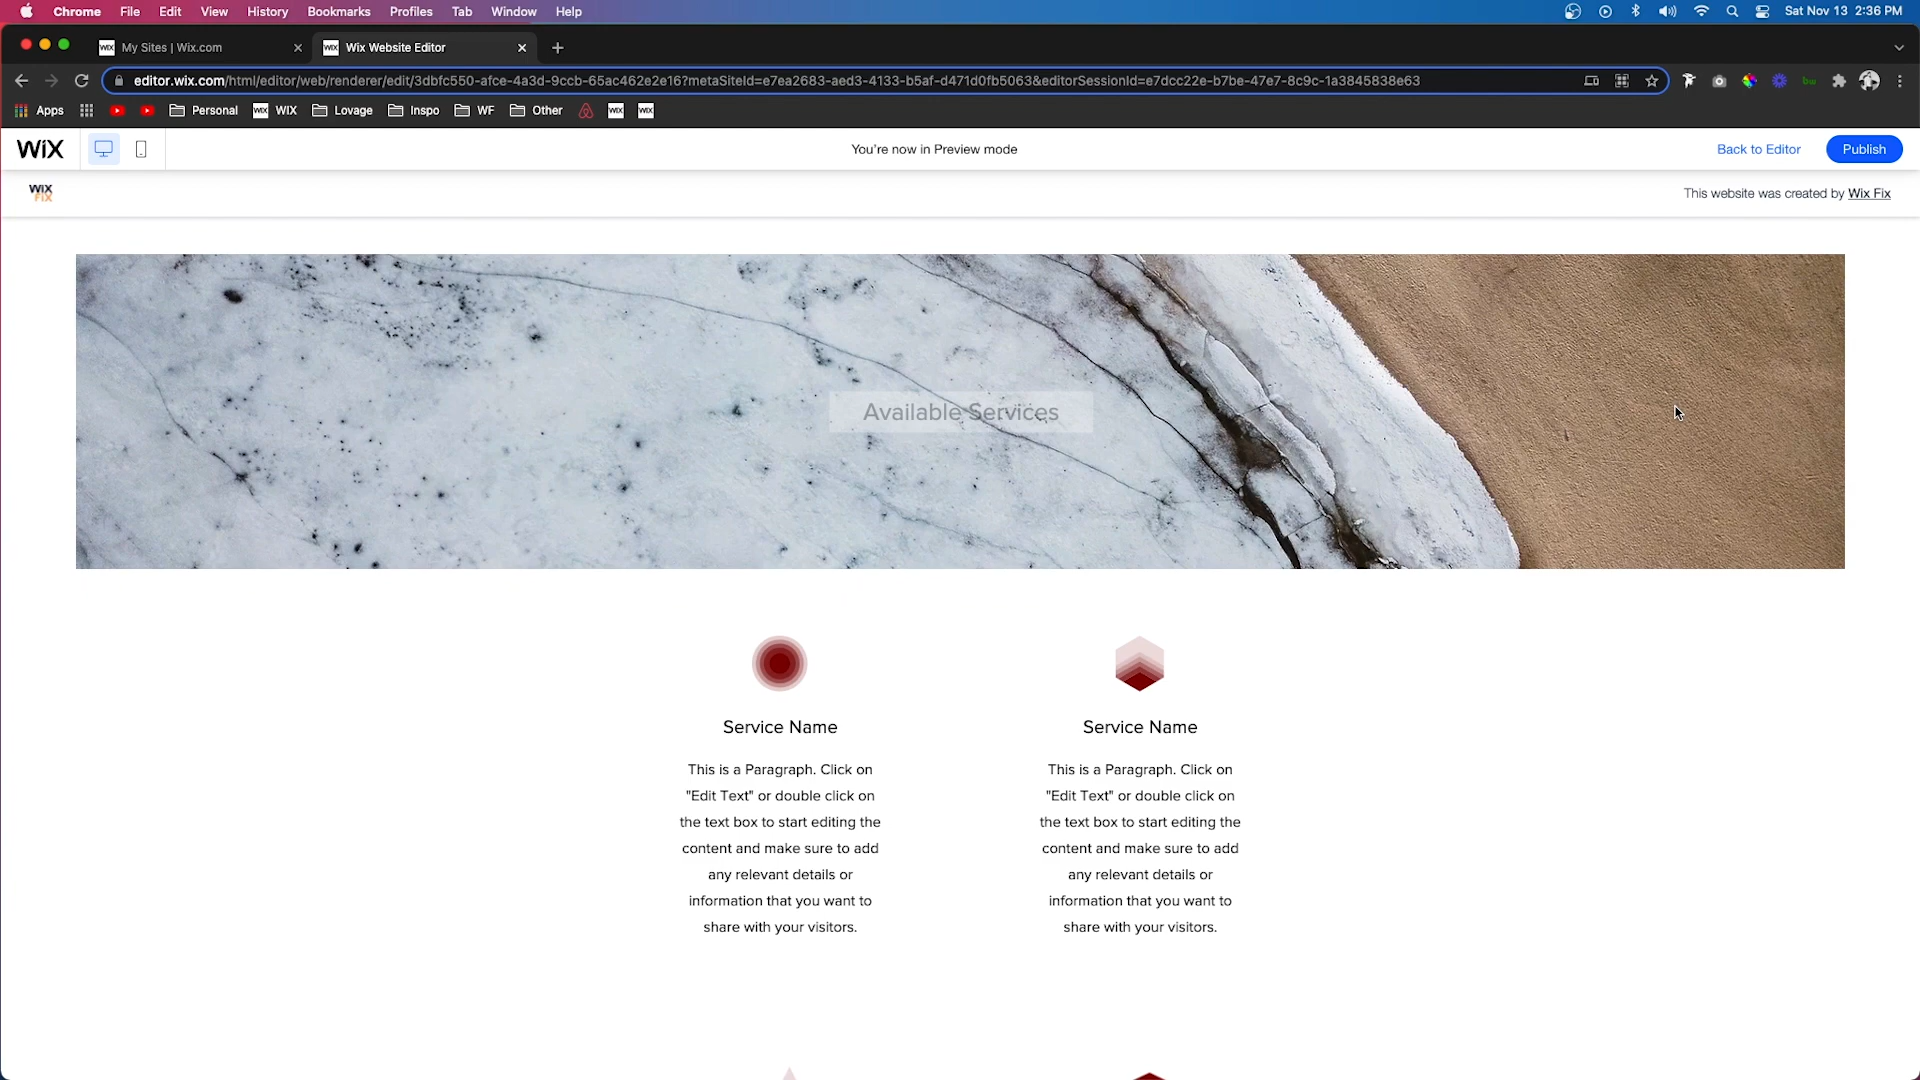 Chrome File Edit View History Bookmarks Profiles Tab Window Help Sat Nov 13 2:36 PM
WIX My Sites | Wix.com WIX Wix Website Editor
editor.wix.com/html/editor/web/renderer/edit/3dbfc550-afce-4a3d-9ccb-65ac462e2e16?metaSiteId=e7ea2683-aed3-4133-b5af-d471d0fb5063&editorSessionId=e7dcc22e-b7be-47e7-8c9c-1a3845838e63 bw
Apps Personal WIX WIX Lovage Inspo WF Other WIX WIX
WIX You're now in Preview mode Back to Editor Publish
WIX
FIX
This website was created by Wix Fix
Available Services
Service Name
This is a Paragraph. Click on
"Edit Text" or double click on
the text box to start editing the
content and make sure to add
any relevant details or
information that you want to
share with your visitors.
Service Name
This is a Paragraph. Click on
"Edit Text" or double click on
the text box to start editing the
content and make sure to add
any relevant details or
information that you want to
share with your visitors.